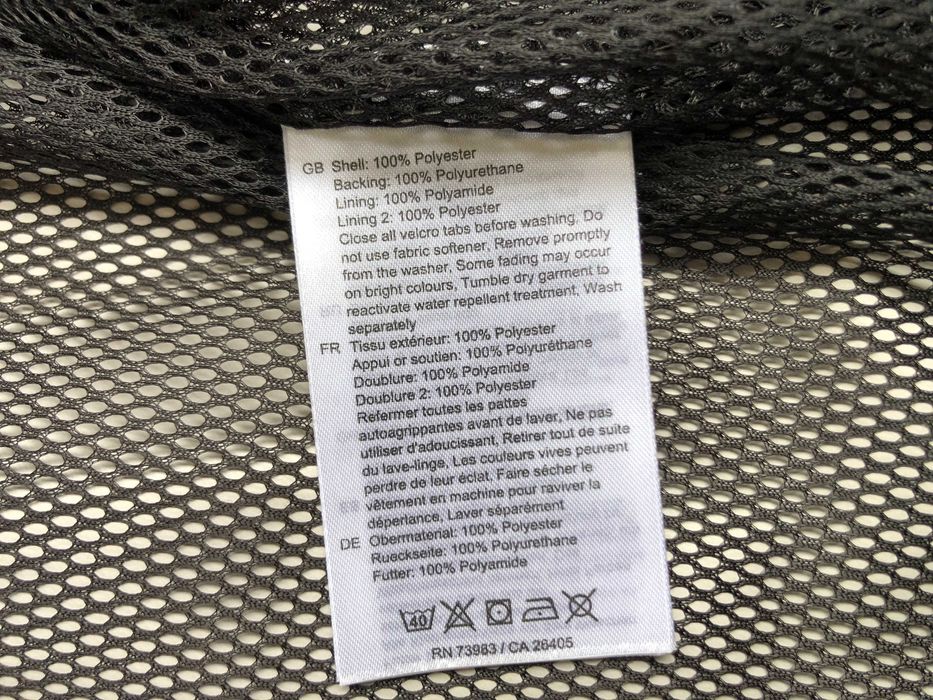 GB Shell: 100% Polyester
Backing: 100% Polyurethane
Lining: 100% Polyamide
Lining 2: 100% Polyester
Close all velcro tabs before washing, Do
not use fabric softener, Remove promptly
from the washer, Some fading may occur
on bright colours, Tumble dry garment to
reactivate water repellent treatment, Wash
separately
FR Tissu extérieur: 100% Polyester
Appui or soutien: 100% Polyuréthane
Doublure: 100% Polyamide
Doublure 2: 100% Polyester
Refermer toutes les pattes
autoagrippantes avant de laver, Ne pas
utiliser d'adoucissant, Retirer tout de suite
du lave-linge, Les couleurs vives peuvent
perdre de leur éclat, Faire sécher le
vêtement en machine pour raviver la
déperlance, Laver séparément
DE Obermaterial: 100% Polyester
Rueckseite: 100% Polyurethane
Futter: 100% Polyamide
40
RN 73983 / CA 26405